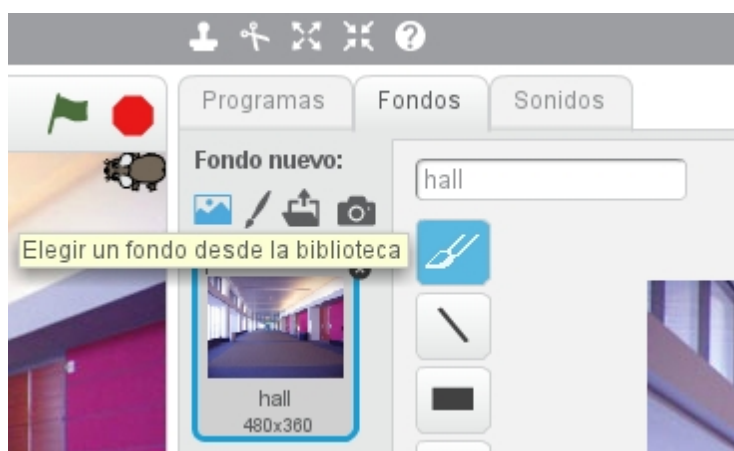 Programas
Fondos
Sonidos
Fondo nuevo:
hall
Elegir un fondo desde la biblioteca
hall
480x360